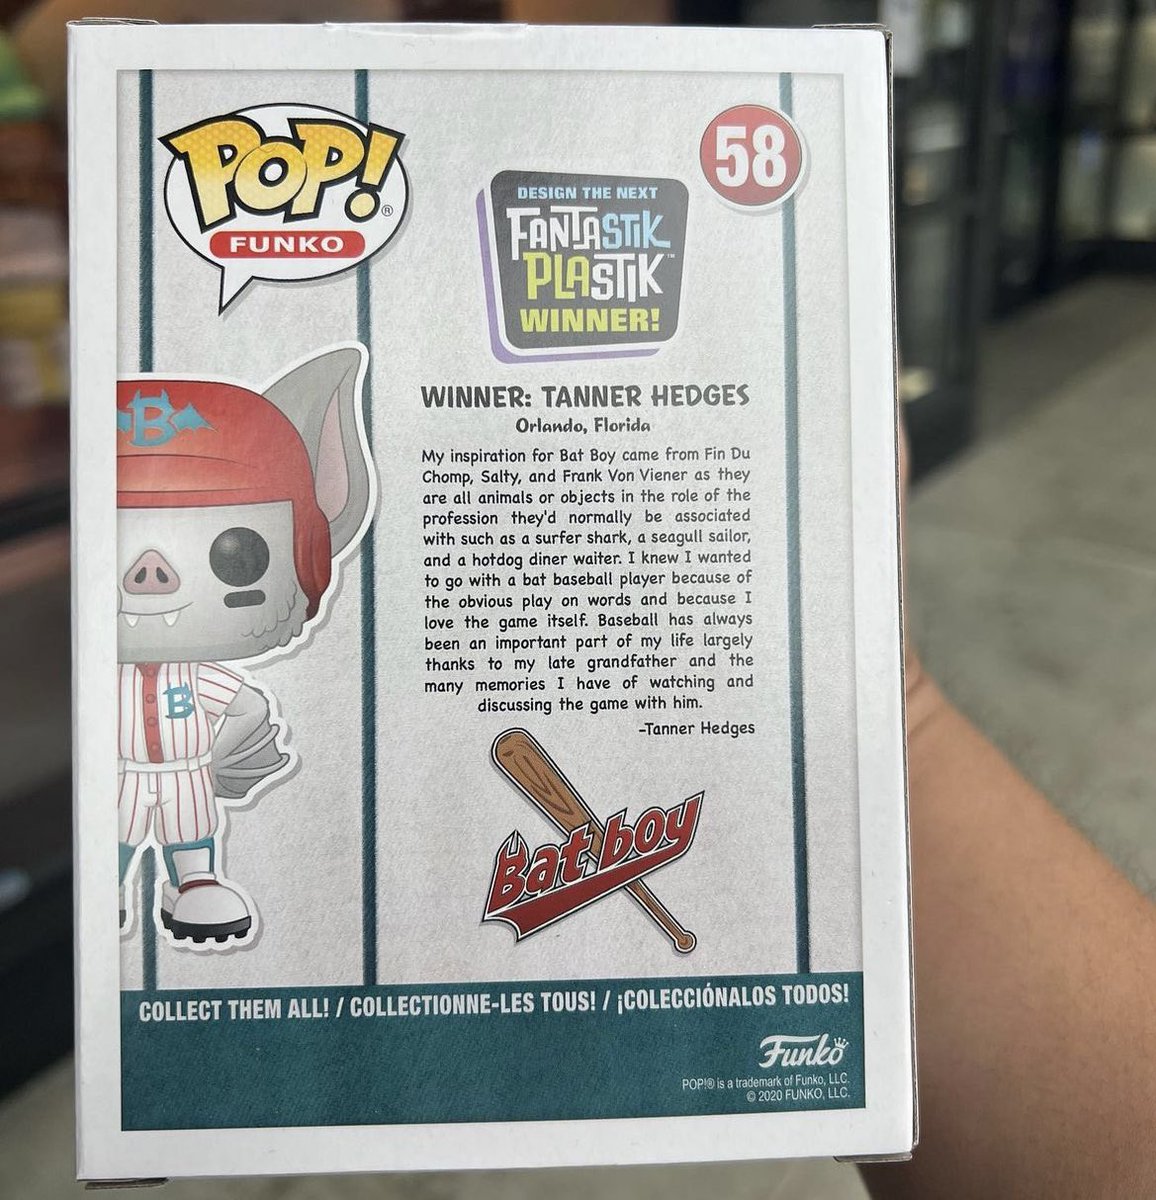 POP!®
FUNKO
58
DESIGN THE NEXT
FANTASTIK
PLASTIK™
WINNER!
WINNER: TANNER HEDGES
Orlando, Florida
My inspiration for Bat Boy came from Fin Du
Chomp, Salty, and Frank Von Viener as they
are all animals or objects in the role of the
profession they'd normally be associated
with such as a surfer shark, a seagull sailor,
and a hotdog diner waiter. I knew I wanted
to go with a bat baseball player because of
the obvious play on words and because I
love the game itself. Baseball has always
been an important part of my life largely
thanks to my late grandfather and the
many memories I have of watching and
discussing the game with him.
-Tanner Hedges
B
B
Bat boy
COLLECT THEM ALL! / COLLECTIONNE-LES TOUS! / ¡COLECCIÓNALOS TODOS!
Funko
POP!® is a trademark of Funko, LLC.
© 2020 FUNKO, LLC.